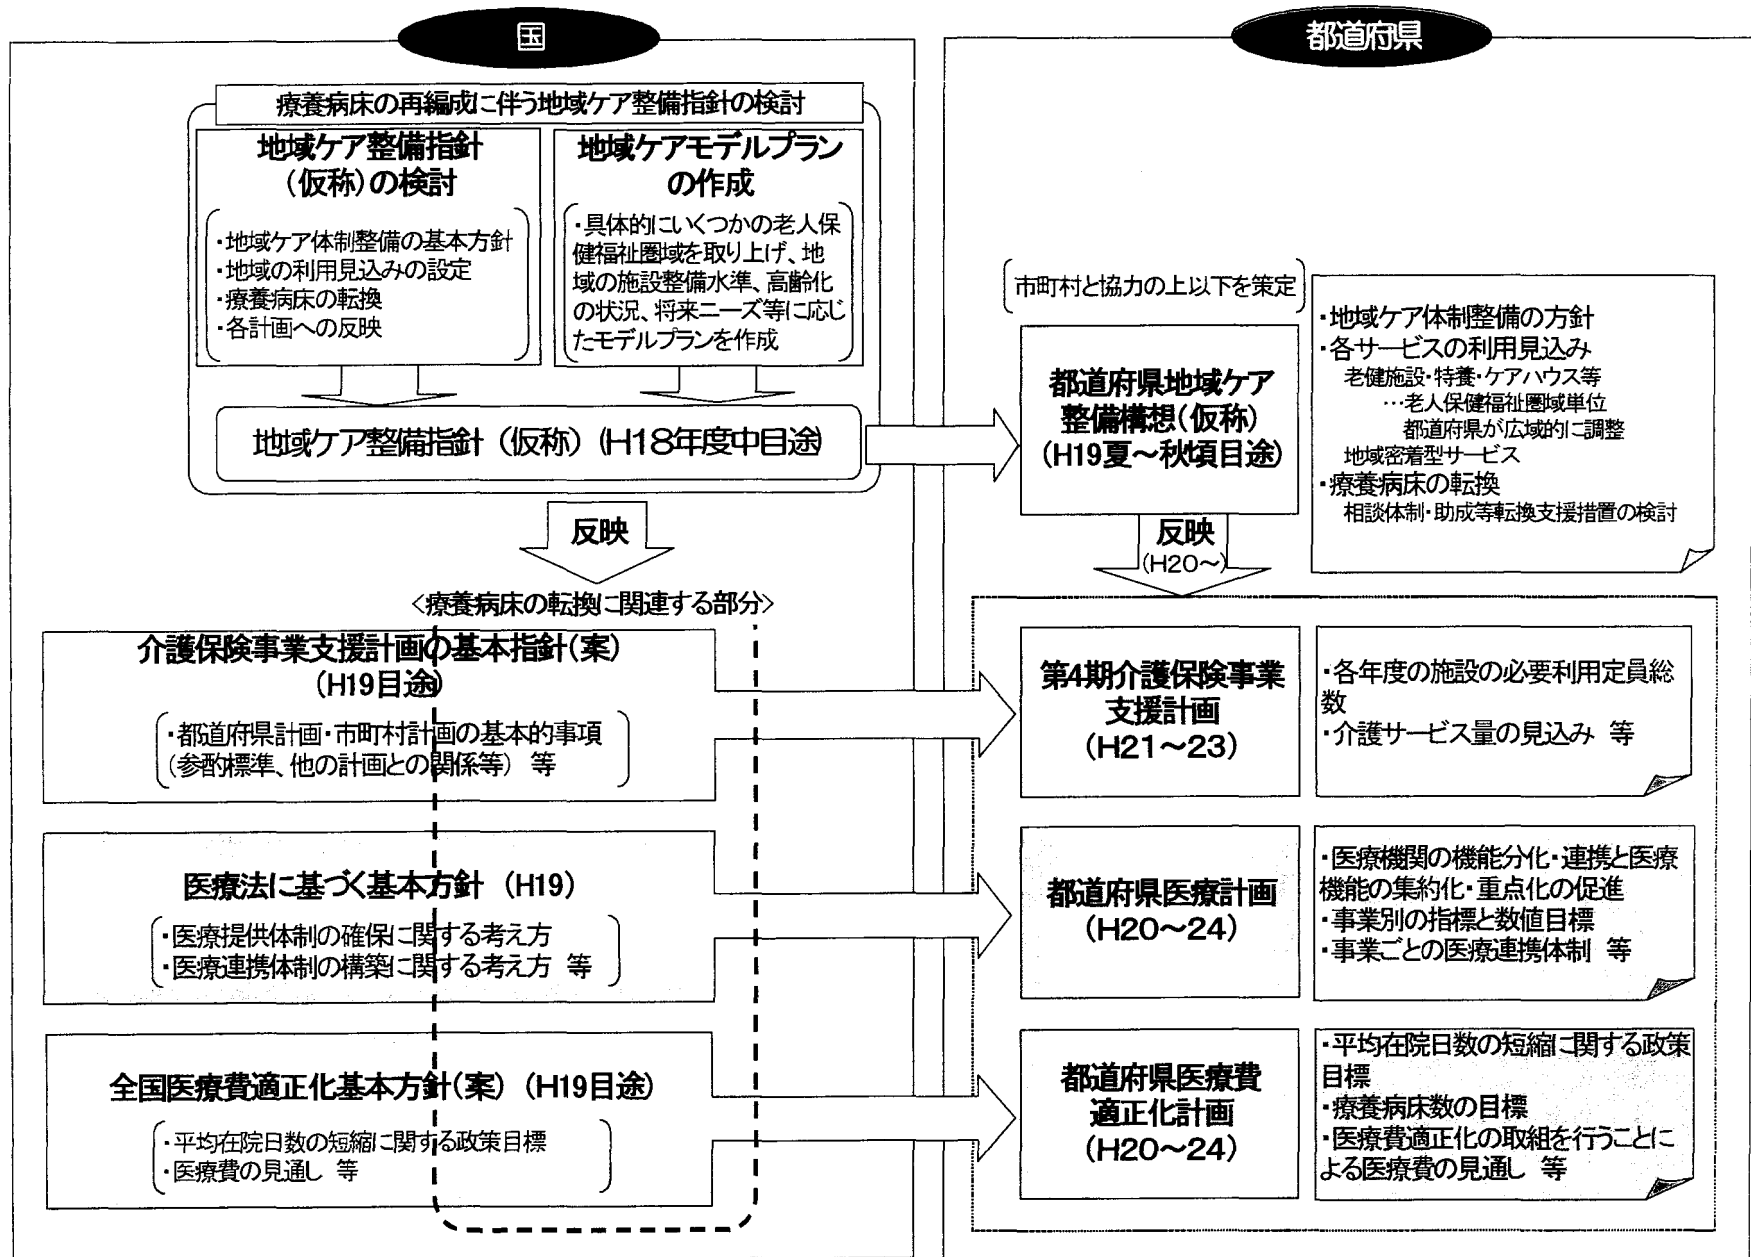 国
療養病床の再編成に伴う地域ケア整備指針の検討
地域ケア整備指針
(仮称)の検討
・地域ケア体制整備の基本方針
・地域の利用見込みの設定
・療養病床の転換
・各計画への反映
地域ケアモデルプラン
の作成
・具体的にいくつかの老人保
健福祉圏域を取り上げ、地
域の施設整備水準、高齢化
の状況、将来ニーズ等に応じ
たモデルプランを作成
地域ケア整備指針(仮称)(H18年度中目途)
反映
<療養病床の転換に関連する部分>
介護保険事業支援計画の基本指針(案)
(H19目途)
・都道府県計画・市町村計画の基本的事項
(参酌標準、他の計画との関係等) 等
医療法に基づく基本方針 (H19)
・医療提供体制の確保に関する考え方
・医療連携体制の構築に関する考え方 等
全国医療費適正化基本方針(案) (H19目途)
・平均在院日数の短縮に関する政策目標
・医療費の見通し 等
都道府県
市町村と協力の上以下を策定
都道府県地域ケア
整備構想(仮称)
(H19夏～秋頃目途)
・地域ケア体制整備の方針
・各サービスの利用見込み
老健施設・特養・ケアハウス等
…老人保健福祉圏域単位
都道府県が広域的に調整
地域密着型サービス
・療養病床の転換
相談体制・助成等転換支援措置の検討
反映
(H20～)
第4期介護保険事業
支援計画
(H21～23)
・各年度の施設の必要利用定員総
数
・介護サービス量の見込み 等
都道府県医療計画
(H20～24)
・医療機関の機能分化・連携と医療
機能の集約化・重点化の促進
・事業別の指標と数値目標
・事業ごとの医療連携体制 等
都道府県医療費
適正化計画
(H20～24)
・平均在院日数の短縮に関する政策
目標
・療養病床数の目標
・医療費適正化の取組を行うことに
よる医療費の見通し 等